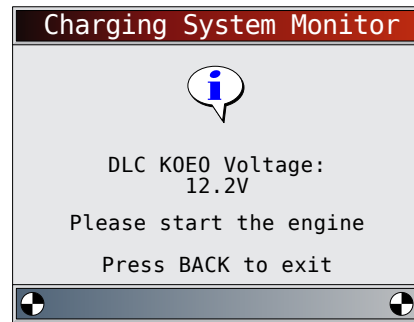 Charging System Monitor
i
DLC KOEO Voltage:
12.2V
Please start the engine
Press BACK to exit